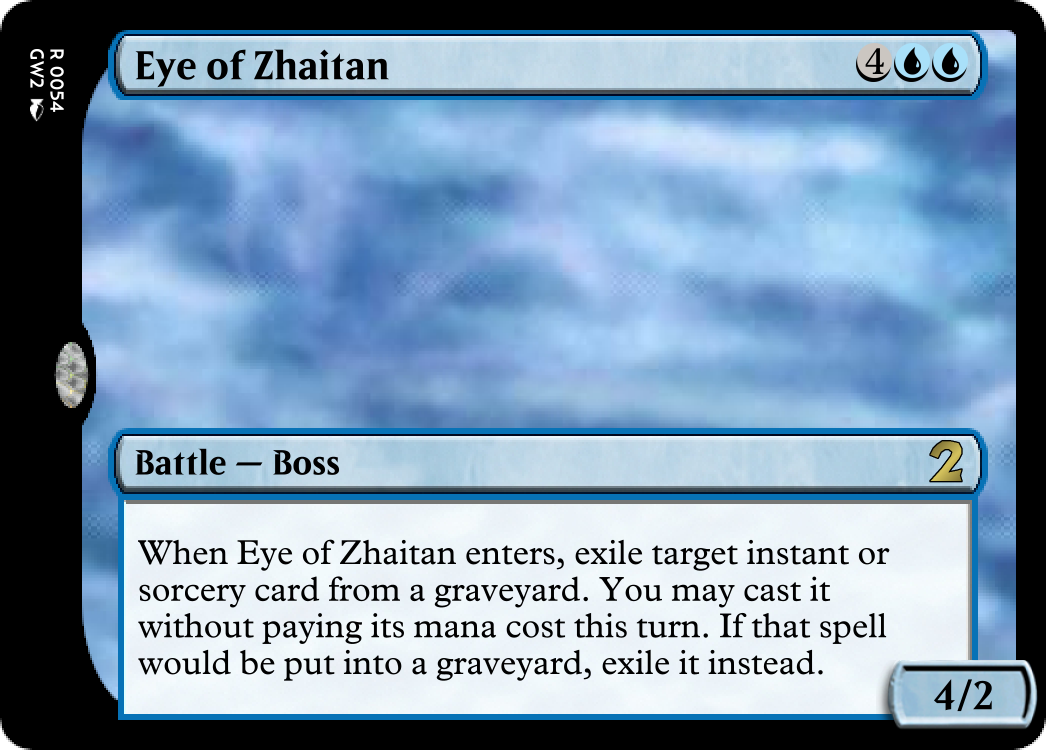 Eye of Zhaitan 4
R 0054
GW2
Battle — Boss 2
When Eye of Zhaitan enters, exile target instant or
sorcery card from a graveyard. You may cast it
without paying its mana cost this turn. If that spell
would be put into a graveyard, exile it instead.
4/2